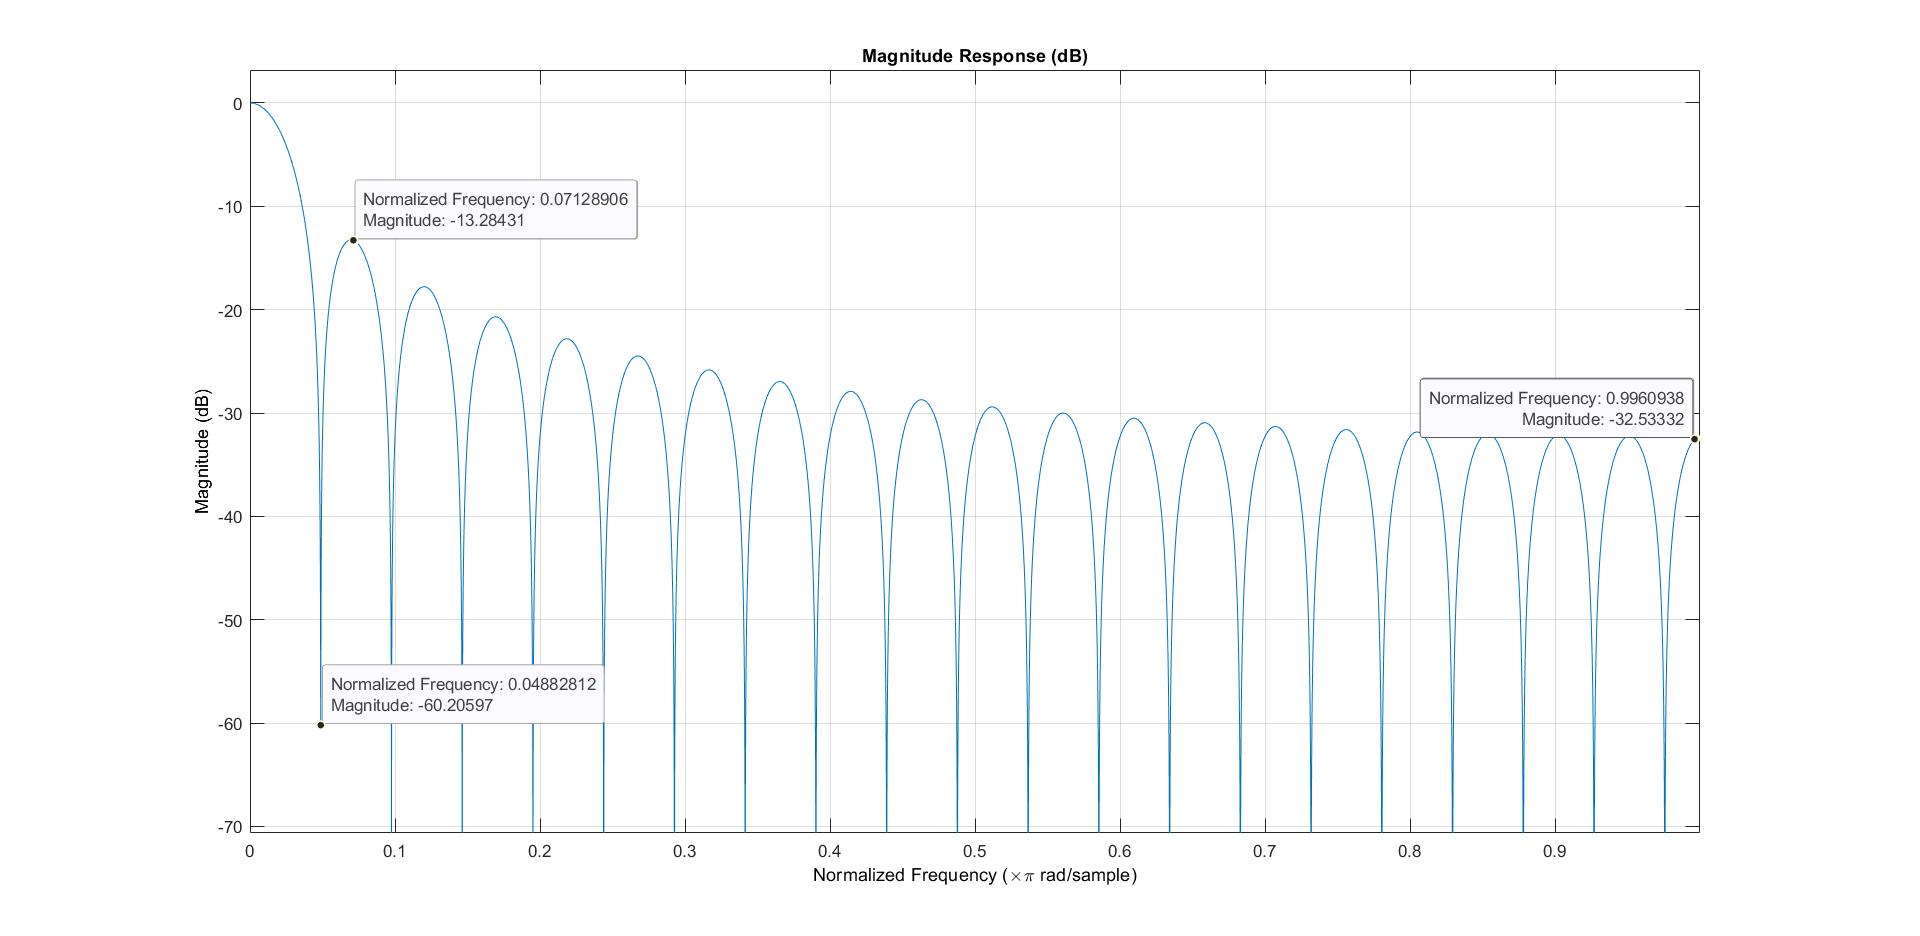 Magnitude Response (dB)
0
-10
-20
-30
-40
-50
-60
-70
Magnitude (dB)
Normalized Frequency: 0.07128906
Magnitude: -13.28431
Normalized Frequency: 0.9960938
Magnitude: -32.53332
Normalized Frequency: 0.04882812
Magnitude: -60.20597
0 0.1 0.2 0.3 0.4 0.5 0.6 0.7 0.8 0.9
Normalized Frequency (×π rad/sample)